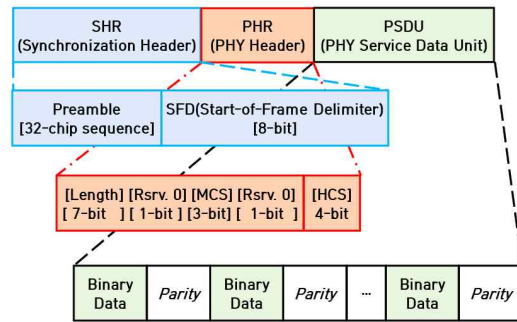 SHR
(Synchronization Header)
PHR
(PHY Header)
PSDU
(PHY Service Data Unit)
Preamble
[32-chip sequence]
SFD(Start-of-Frame Delimiter)
[8-bit]
[Length] [Rsrv. 0] [MCS] [Rsrv. 0]
[ 7-bit ] [ 1-bit ] [3-bit] [ 1-bit ]
[HCS]
4-bit
Binary
Data
Parity
Binary
Data
Parity
...
Binary
Data
Parity